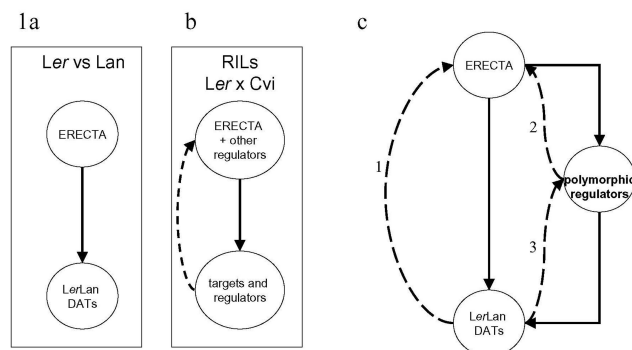 1a
Ler vs Lan
ERECTA
LerLan
DATs
b
RILs
Ler x Cvi
ERECTA
+ other
regulators
targets and
regulators
c
ERECTA
1
2
polymorphic
regulators
3
LerLan
DATs